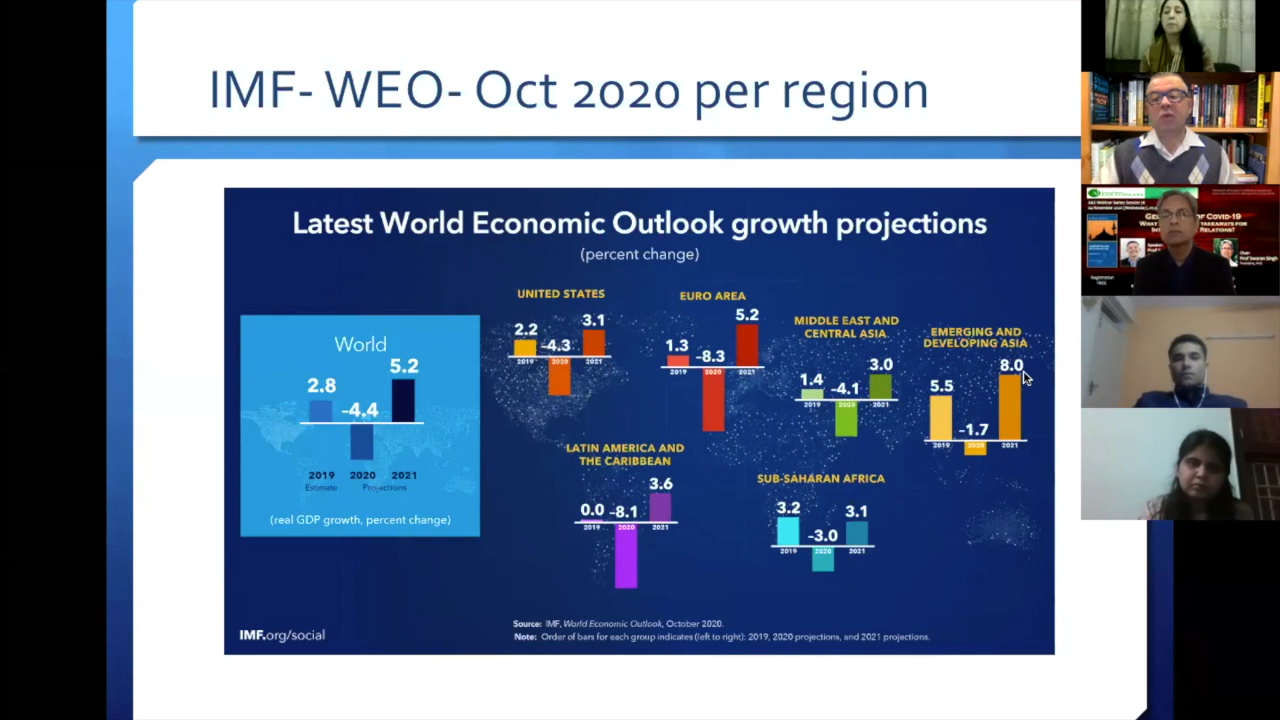 IMF- WEO- Oct 2020 per region
Latest World Economic Outlook growth projections
(percent change)
World
2.8
-4.4
5.2
2019
2020
2021
Estimate
Projections
(real GDP growth, percent change)
UNITED STATES
2.2
-4.3
3.1
2019
2020
2021
EURO AREA
1.3
-8.3
5.2
2019
2020
2021
MIDDLE EAST AND
CENTRAL ASIA
1.4
-4.1
3.0
2019
2020
2021
EMERGING AND
DEVELOPING ASIA
5.5
-1.7
8.0
2019
2020
2021
LATIN AMERICA AND
THE CARIBBEAN
0.0
-8.1
3.6
2019
2020
2021
SUB-SAHARAN AFRICA
3.2
-3.0
3.1
2019
2020
2021
Source: IMF, World Economic Outlook, October 2020.
Note: Order of bars for each group indicates (left to right): 2019, 2020 projections, and 2021 projections.
IMF.org/social
of Covid-19
Prof Swaran Singh